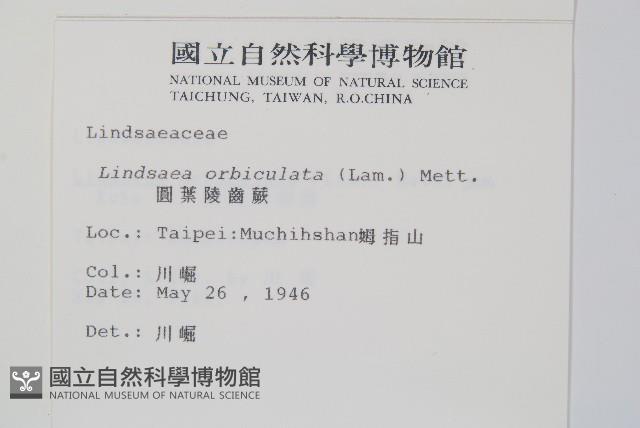 國立自然科學博物館
NATIONAL MUSEUM OF NATURAL SCIENCE
TAICHUNG, TAIWAN, R.O.CHINA
Lindsaeaceae
Lindsaea orbiculata (Lam.) Mett.
圓葉陵齒蕨
Loc.: Taipei:Muchihshan姆指山
Col.: 川崛
Date: May 26 , 1946
Det.: 川崛
國立自然科學博物館
NATIONAL MUSEUM OF NATURAL SCIENCE